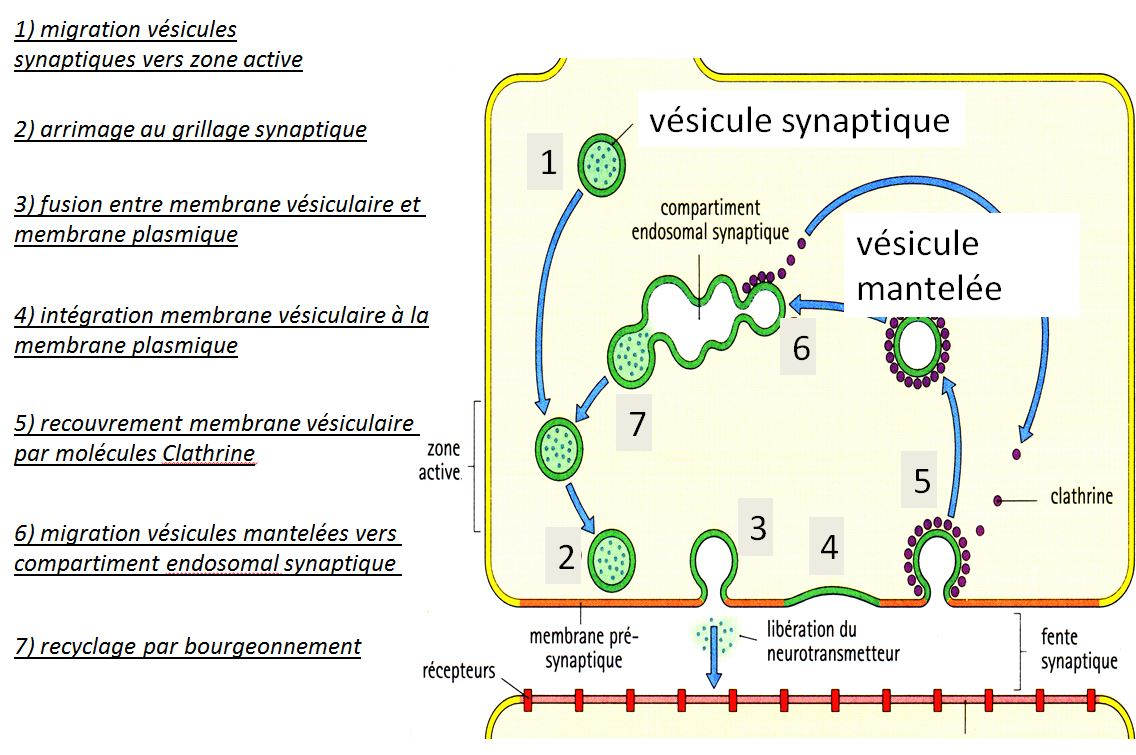 1) migration vésicules
synaptiques vers zone active
2) arrimage au grillage synaptique
3) fusion entre membrane vésiculaire et
membrane plasmique
4) intégration membrane vésiculaire à la
membrane plasmique
5) recouvrement membrane vésiculaire
par molécules Clathrine
6) migration vésicules mantelées vers
compartiment endosomal synaptique
7) recyclage par bourgeonnement
vésicule synaptique
1
compartiment
endosomal synaptique
vésicule
mantelée
6
7
zone
active
5
clathrine
2
3
4
membrane pré-
synaptique
libération du
neurotransmetteur
fente
synaptique
récepteurs